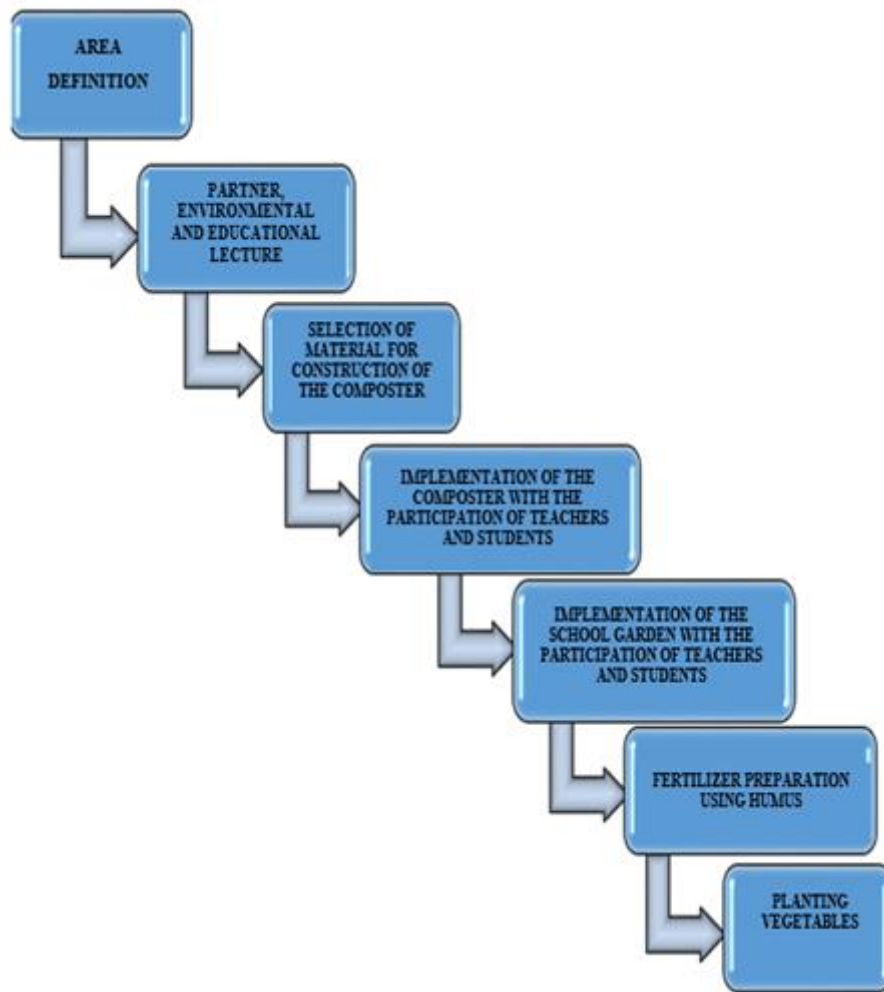 AREA
DEFINITION
PARTNER,
ENVIRONMENTAL
AND EDUCATIONAL
LECTURE
SELECTION OF
MATERIAL FOR
CONSTRUCTION OF
THE COMPOSTER
IMPLEMENTATION OF THE
COMPOSTER WITH THE
PARTICIPATION OF TEACHERS
AND STUDENTS
IMPLEMENTATION OF THE
SCHOOL GARDEN WITH THE
PARTICIPATION OF TEACHERS
AND STUDENTS
FERTILIZER PREPARATION
USING HUMUS
PLANTING
VEGETABLES